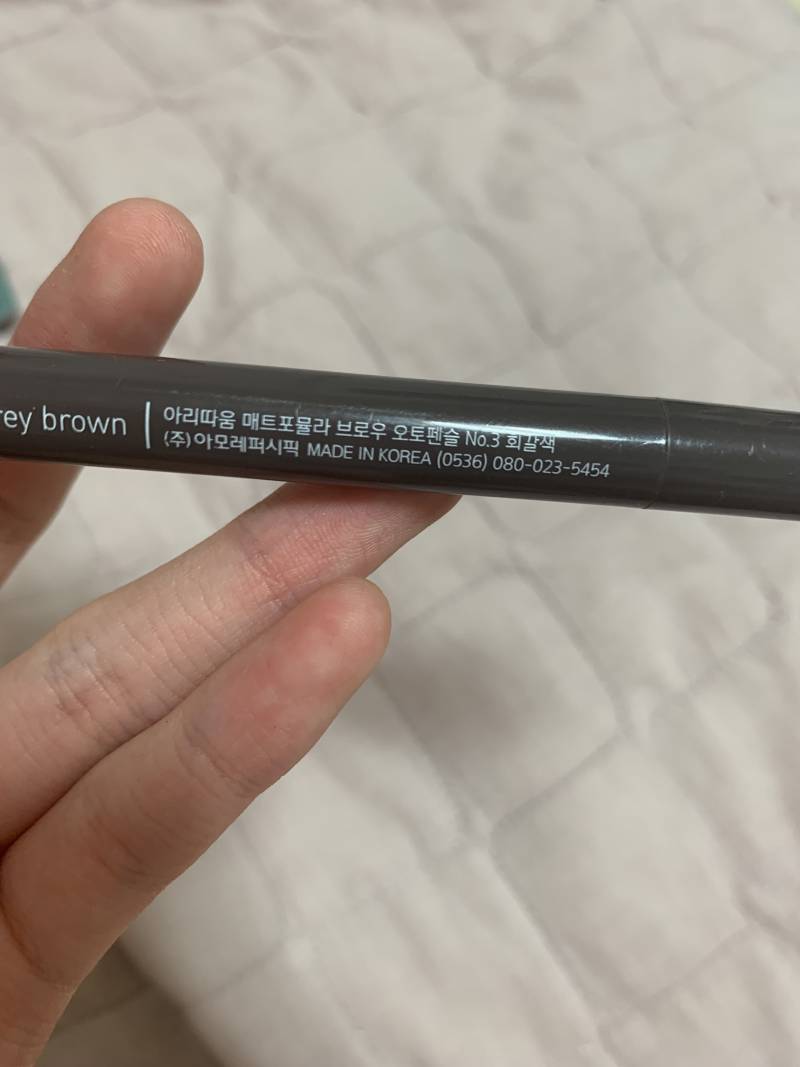 rey brown
아리따움 매트포뮬라 브로우 오토펜슬 No.3 회갈색
(주)아모레퍼시픽 MADE IN KOREA (0536) 080-023-5454